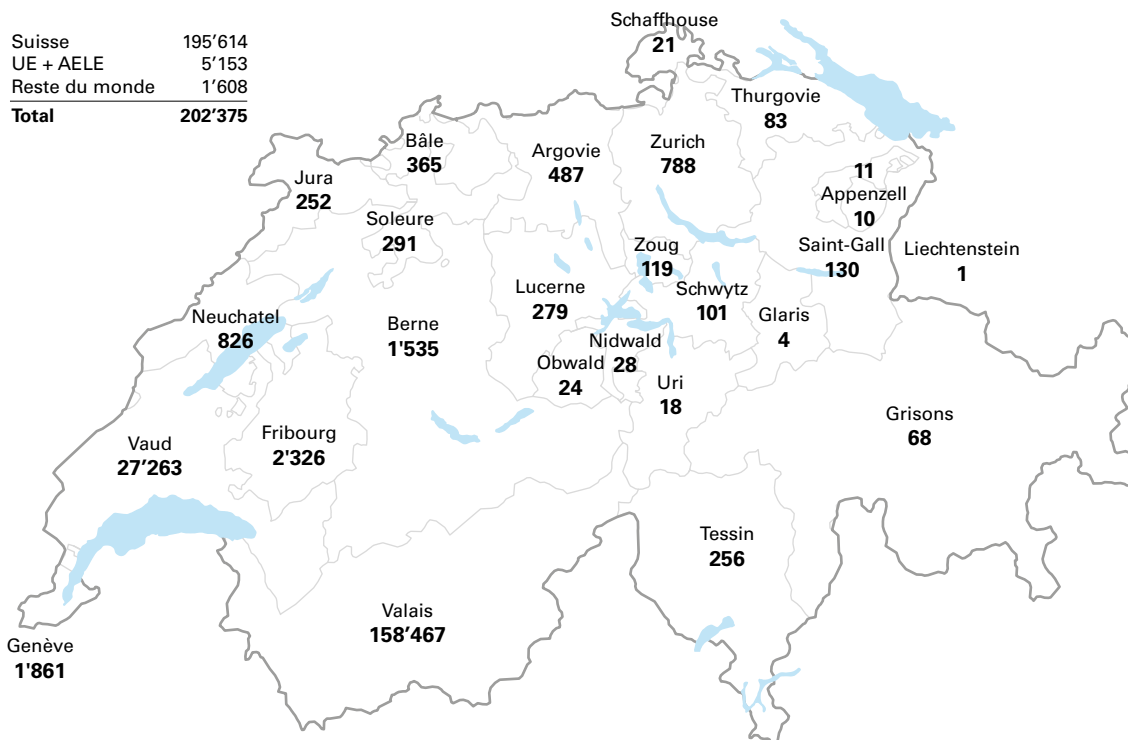 Schaffhouse
21
Suisse 195’614
UE + AELE 5’153
Reste du monde 1’608
Total 202’375
Thurgovie
83
Bâle
365
Argovie
487
Zurich
788
Jura
252
11
Appenzell
10
Soleure
291
Zoug
119
Saint-Gall
130
Liechtenstein
1
Lucerne
279
Schwytz
101
Neuchatel
826
Berne
1'535
Glaris
4
Nidwald
28
Obwald
24
Uri
18
Grisons
68
Vaud
27’263
Fribourg
2'326
Tessin
256
Valais
158’467
Genève
1'861